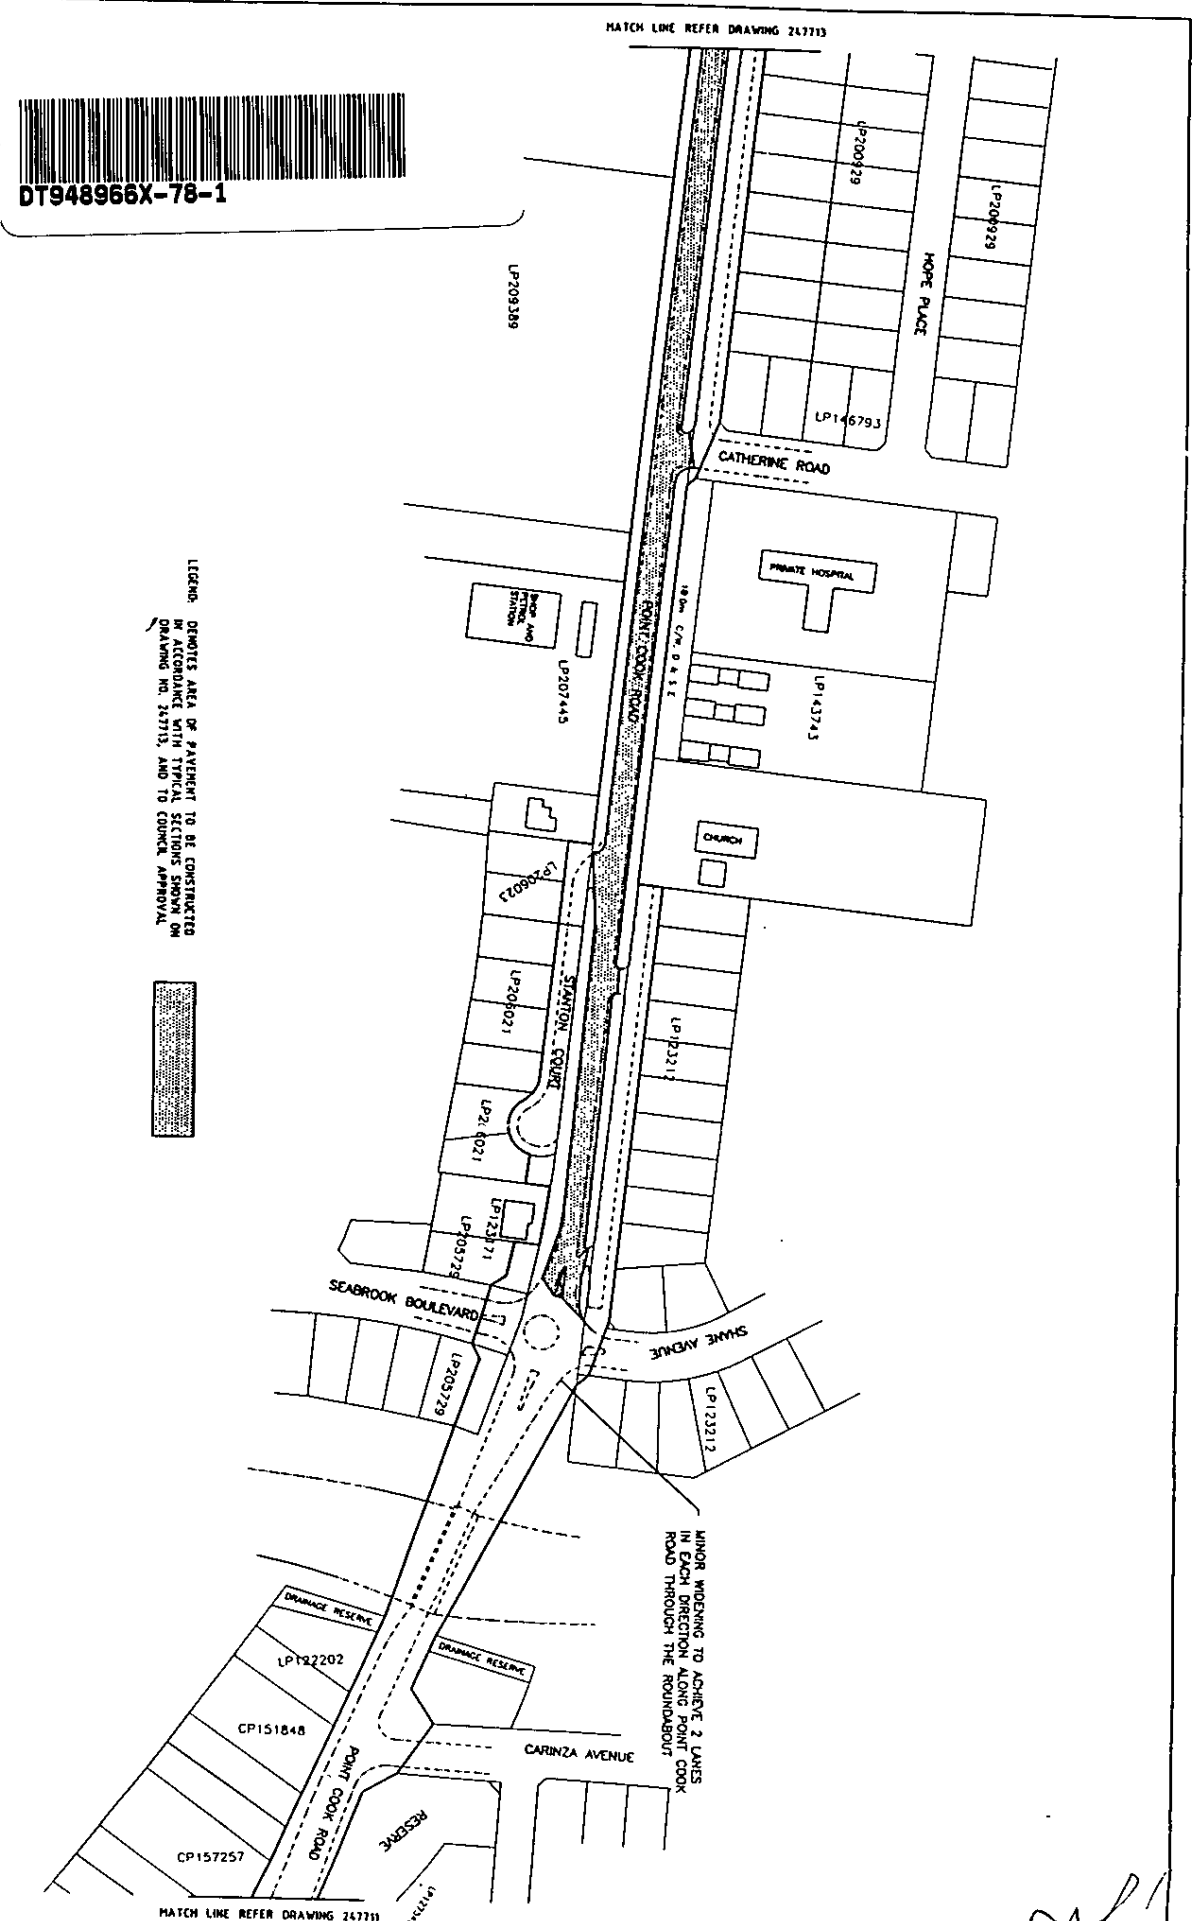 MATCH LINE REFER DRAWING 247713
DT948966X-78-1
LP209389
LP200929
LP200929
HOPE PLACE
LP146793
CATHERINE ROAD
PRIVATE HOSPITAL
POINT COOK ROAD
SHOP AND
PETROL
STATION
LP207445
LP143743
CHURCH
LP206023
LP206021
STANTON COURT
LP123212
LP206021
LP205729
SEABROOK BOULEVARD
SHANE AVENUE
LP205729
LP123212
LEGEND: DENOTES AREA OF PAVEMENT TO BE CONSTRUCTED
IN ACCORDANCE WITH TYPICAL SECTIONS SHOWN ON
DRAWING NO. 247713, AND TO COUNCIL APPROVAL
MINOR WIDENING TO ACHIEVE 2 LANES
IN EACH DIRECTION ALONG POINT COOK
ROAD THROUGH THE ROUNDABOUT
DRAINAGE RESERVE
DRAINAGE RESERVE
LP122202
CP151848
CARINZA AVENUE
POINT COOK ROAD
RESERVE
CP157257
MATCH LINE REFER DRAWING 247711